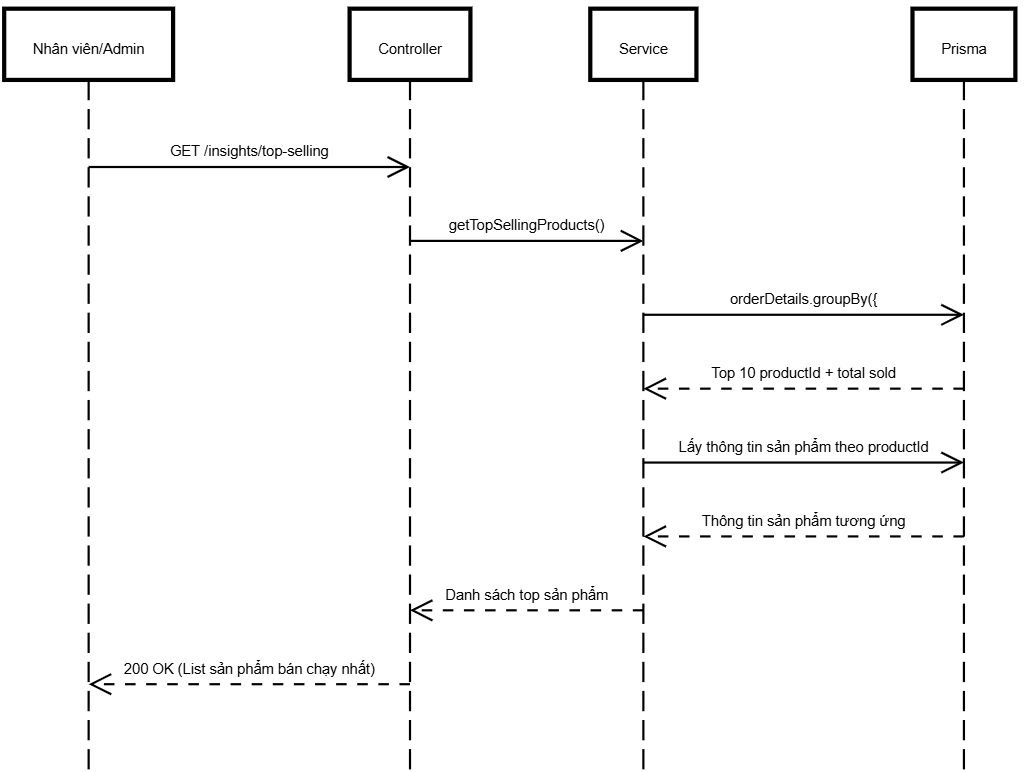 Nhân viên/Admin
Controller
Service
Prisma
GET /insights/top-selling
getTopSellingProducts()
orderDetails.groupBy({
Top 10 productId + total sold
Lấy thông tin sản phẩm theo productId
Thông tin sản phẩm tương ứng
Danh sách top sản phẩm
200 OK (List sản phẩm bán chạy nhất)